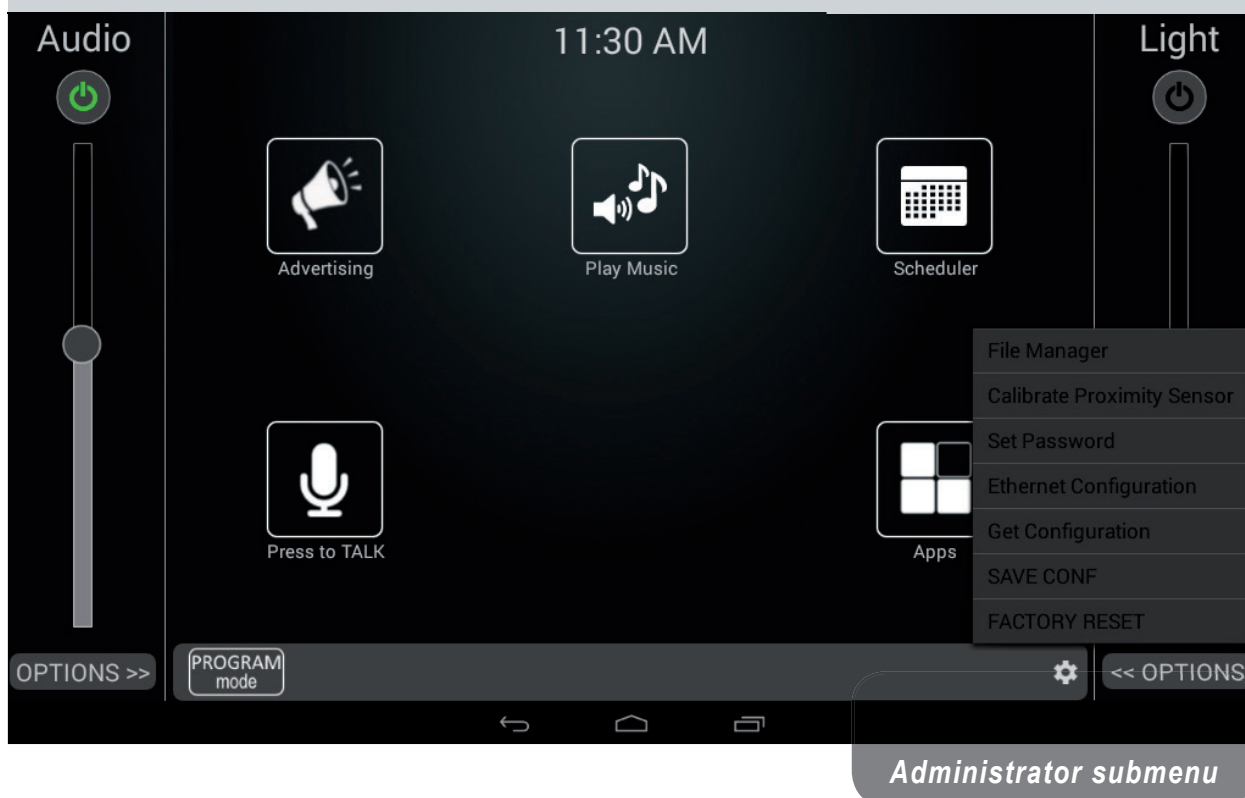 Audio
11:30 AM
Light
Advertising
Play Music
Scheduler
File Manager
Calibrate Proximity Sensor
Set Password
Ethernet Configuration
Get Configuration
SAVE CONF
FACTORY RESET
Press to TALK
Apps
OPTIONS >>
PROGRAM
mode
<< OPTIONS
Administrator submenu